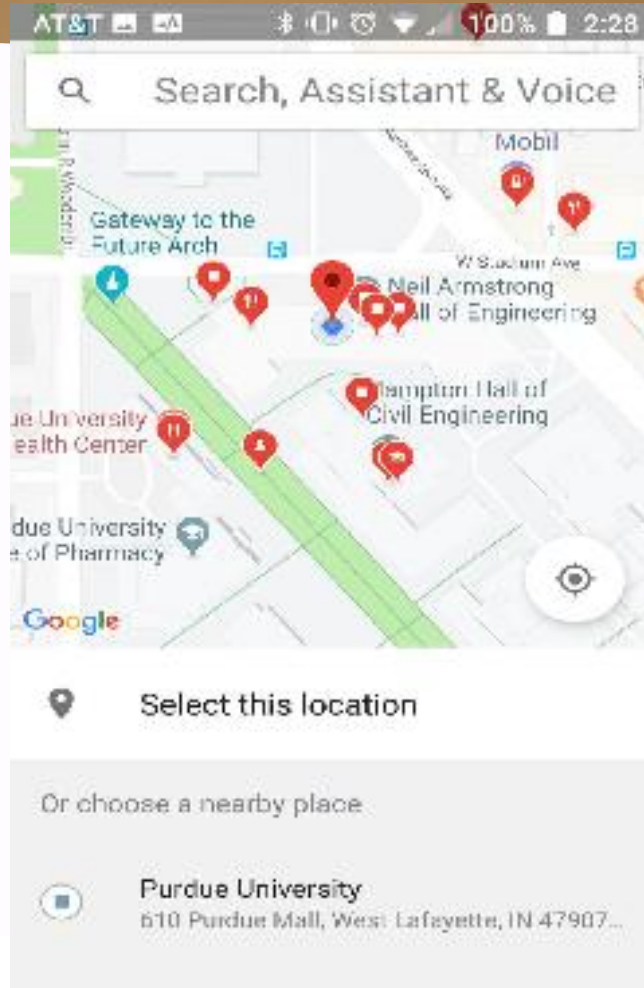 AT&T 100% 2:28
Search, Assistant & Voice
Mobil
Gateway to the
Future Arch
W Stadium Ave
Neil Armstrong
all of Engineering
Hampton Hall of
Civil Engineering
ue University
ealth Center
due University
e of Pharmacy
Google
Select this location
Or choose a nearby place
Purdue University
610 Purdue Mall, West Lafayette, IN 47907...